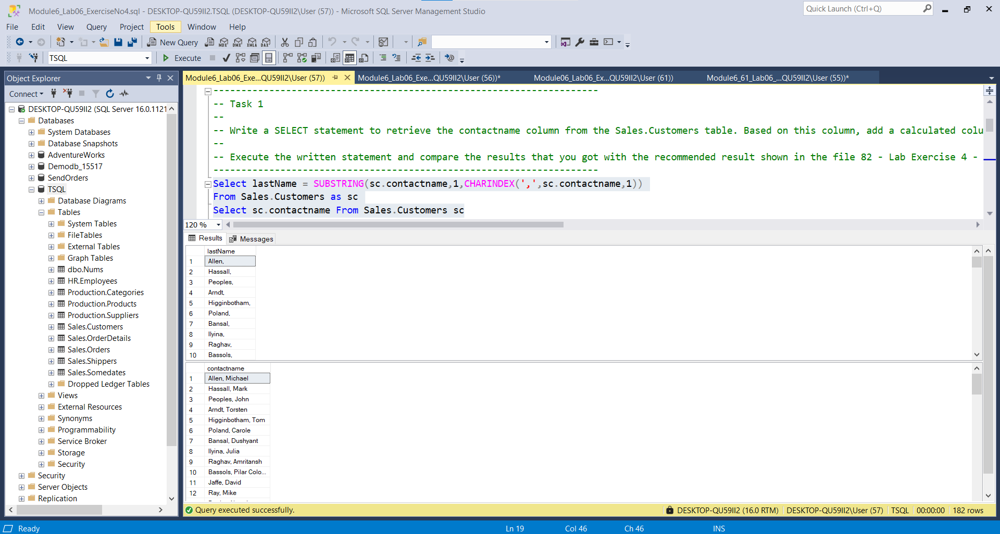 Module6_Lab06_ExerciseNo4.sql - DESKTOP-QU59II2.TSQL (DESKTOP-QU59II2\User (57)) - Microsoft SQL Server Management Studio
Quick Launch (Ctrl+Q)
File Edit View Query Project Tools Window Help
New Query MDX DMX XMLA DAX
TSQL Execute
Object Explorer
Module6_Lab06_Exe...QU59II2\User (57)) Module6_Lab06_Exe...QU59II2\User (56))* Module06_Lab06_Ex...QU59II2\User (61)) Module6_61_Lab06_...QU59II2\User (55))*
Connect
DESKTOP-QU59II2 (SQL Server 16.0.1121
Databases
System Databases
Database Snapshots
AdventureWorks
Demodb_15517
SendOrders
TSQL
Database Diagrams
Tables
System Tables
FileTables
External Tables
Graph Tables
dbo.Nums
HR.Employees
Production.Categories
Production.Products
Production.Suppliers
Sales.Customers
Sales.OrderDetails
Sales.Orders
Sales.Shippers
Sales.Somedates
Dropped Ledger Tables
Views
External Resources
Synonyms
Programmability
Service Broker
Storage
Security
Security
Server Objects
Replication
---------------------------------------------------------------------
-- Task 1
--
-- Write a SELECT statement to retrieve the contactname column from the Sales.Customers table. Based on this column, add a calculated colu
--
-- Execute the written statement and compare the results that you got with the recommended result shown in the file 82 - Lab Exercise 4 -
---------------------------------------------------------------------
Select lastName = SUBSTRING(sc.contactname,1,CHARINDEX(',',sc.contactname,1))
From Sales.Customers as sc
Select sc.contactname From Sales.Customers sc
120 %
Results Messages
lastName
1 Allen,
2 Hassall,
3 Peoples,
4 Arndt,
5 Higginbotham,
6 Poland,
7 Bansal,
8 Ilyina,
9 Raghav,
10 Bassols,
contactname
1 Allen, Michael
2 Hassall, Mark
3 Peoples, John
4 Arndt, Torsten
5 Higginbotham, Tom
6 Poland, Carole
7 Bansal, Dushyant
8 Ilyina, Julia
9 Raghav, Amritansh
10 Bassols, Pilar Colo...
11 Jaffe, David
12 Ray, Mike
Query executed successfully. DESKTOP-QU59II2 (16.0 RTM) DESKTOP-QU59II2\User (57) TSQL 00:00:00 182 rows
Ready Ln 19 Col 46 Ch 46 INS